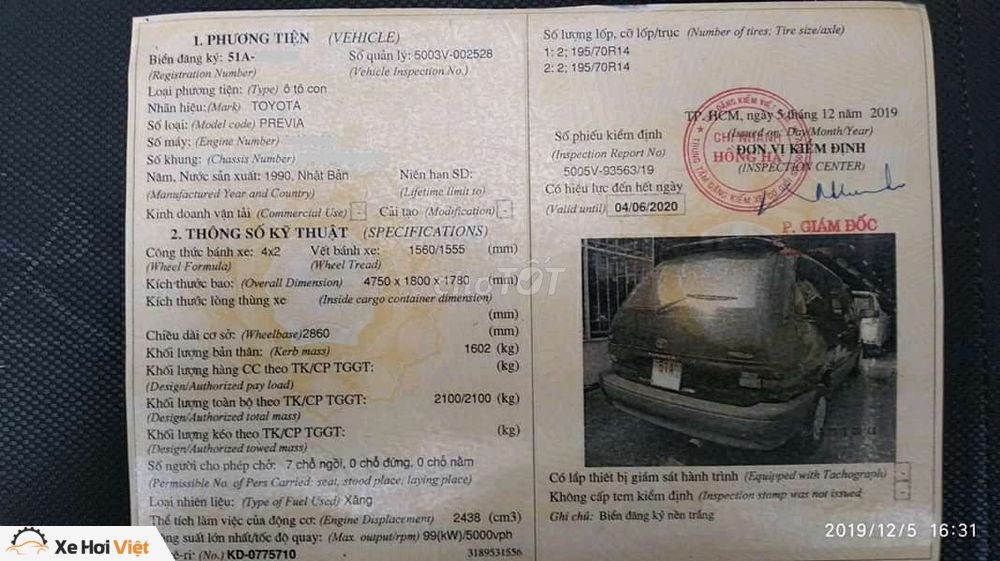 1. PHƯƠNG TIỆN (VEHICLE)
Biển đăng ký: 51A-
Số quản lý: 5003V-002528
(Registration Number)
(Vehicle Inspection No.)
Loại phương tiện: (Type) Ô tô con
Nhãn hiệu: (Mark) TOYOTA
Số loại: (Model code) PREVIA
Số máy: (Engine Number)
Số khung: (Chassis Number)
Năm, Nước sản xuất: 1990, Nhật Bản
Niên hạn SD:
(Manufactured Year and Country)
(Lifetime limit to)
Kinh doanh vận tải (Commercial Use) -
Cải tạo (Modification) -
2. THÔNG SỐ KỸ THUẬT (SPECIFICATIONS)
Công thức bánh xe: 4x2
Vết bánh xe: 1560/1555 (mm)
(Wheel Formula)
(Wheel Tread)
Kích thước bao: (Overall Dimension) 4750 x 1800 x 1780 (mm)
Kích thước lòng thùng xe (Inside cargo container dimension)
(mm)
Chiều dài cơ sở: (Wheelbase)2860 (mm)
Khối lượng bản thân: (Kerb mass) 1602 (kg)
Khối lượng hàng CC theo TK/CP TGGT: (kg)
(Design/Authorized pay load)
Khối lượng toàn bộ theo TK/CP TGGT: 2100/2100 (kg)
(Design/Authorized total mass)
Khối lượng kéo theo TK/CP TGGT: (kg)
(Design/Authorized towed mass)
Số người cho phép chở: 7 chỗ ngồi, 0 chỗ đứng, 0 chỗ nằm
(Permissible No. of Pers Carried: seat, stood place, laying place)
Loại nhiên liệu: (Type of Fuel Used) Xăng
Thể tích làm việc của động cơ: (Engine Displacement) 2438 (cm3)
suất lớn nhất/tốc độ quay: (Max. output/rpm) 99(kW)/5000vph
(No.) KD-0775710
3189531556
Số lượng lốp, cỡ lốp/trục (Number of tires; Tire size/axle)
1: 2; 195/70R14
2: 2; 195/70R14
TP. HCM, ngày 5 tháng 12 năm 2019
(Issued on: Day/Month/Year)
Số phiếu kiểm định
ĐƠN VỊ KIỂM ĐỊNH
(Inspection Report No)
(INSPECTION CENTER)
5005V-93563/19
CHI NHÁNH
HỒNG HÀ
Có hiệu lực đến hết ngày
(Valid until) 04/06/2020
P. GIÁM ĐỐC
CHỢ TỐT
51A
Có lắp thiết bị giám sát hành trình (Equipped with Tachograph) -
Không cấp tem kiểm định (Inspection stamp was not issued) -
Ghi chú: Biển đăng ký nền trắng
2019/12/5 16:31
Xe Hơi Việt